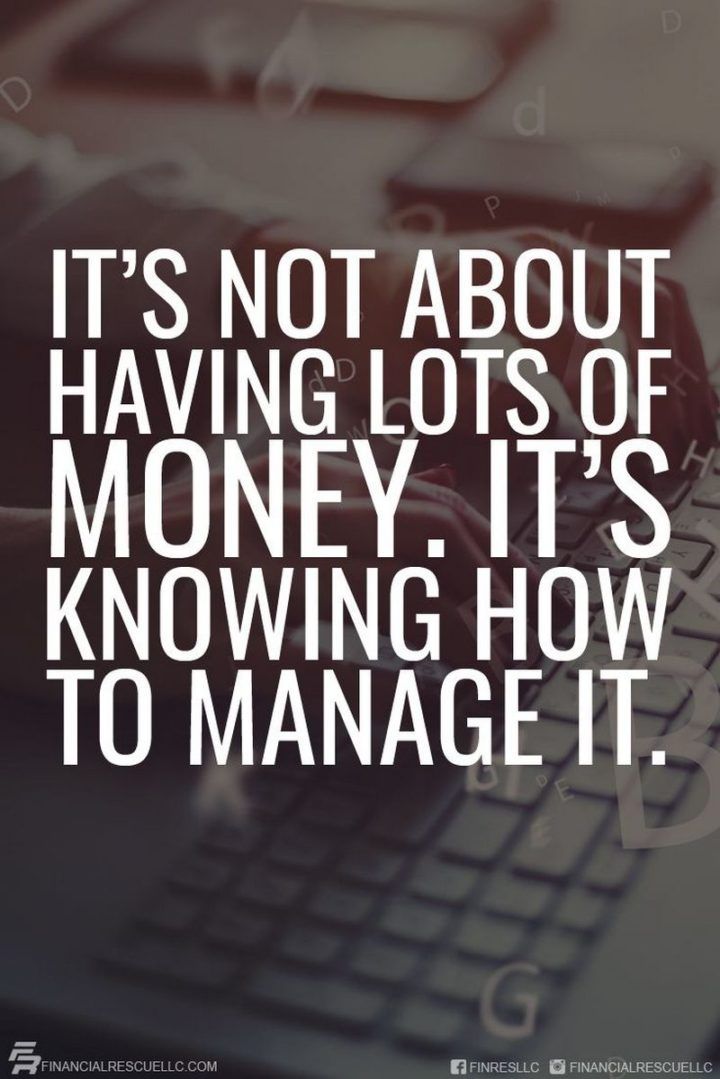 IT'S NOT ABOUT
HAVING LOTS OF
MONEY. IT'S
KNOWING HOW
TO MANAGE IT.
FINANCIALRESCUELLC.COM
FINRESLLC FINANCIALRESCUELLC